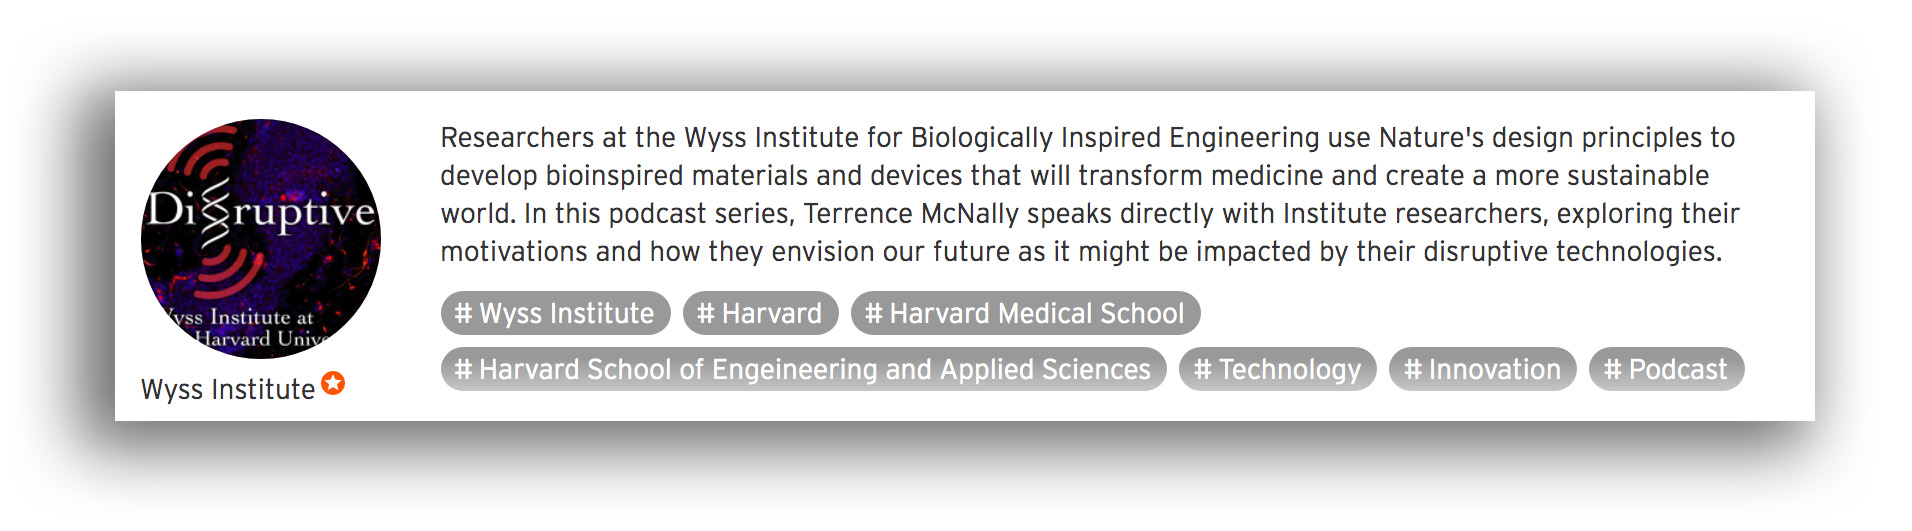 Disruptive
Wyss Institute at
Harvard
Wyss Institute
Researchers at the Wyss Institute for Biologically Inspired Engineering use Nature's design principles to
develop bioinspired materials and devices that will transform medicine and create a more sustainable
world. In this podcast series, Terrence McNally speaks directly with Institute researchers, exploring their
motivations and how they envision our future as it might be impacted by their disruptive technologies.
# Wyss Institute # Harvard # Harvard Medical School
# Harvard School of Engeineering and Applied Sciences # Technology # Innovation # Podcast